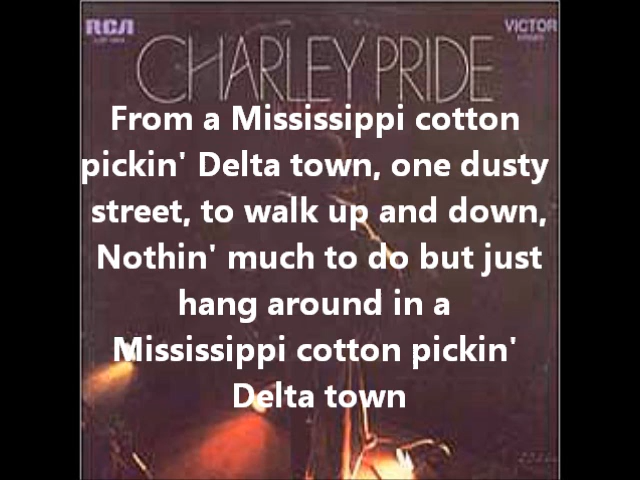 RCA
VICTOR
CHARLEY PRIDE
From a Mississippi cotton
pickin' Delta town, one dusty
street, to walk up and down,
Nothin' much to do but just
hang around in a
Mississippi cotton pickin'
Delta town